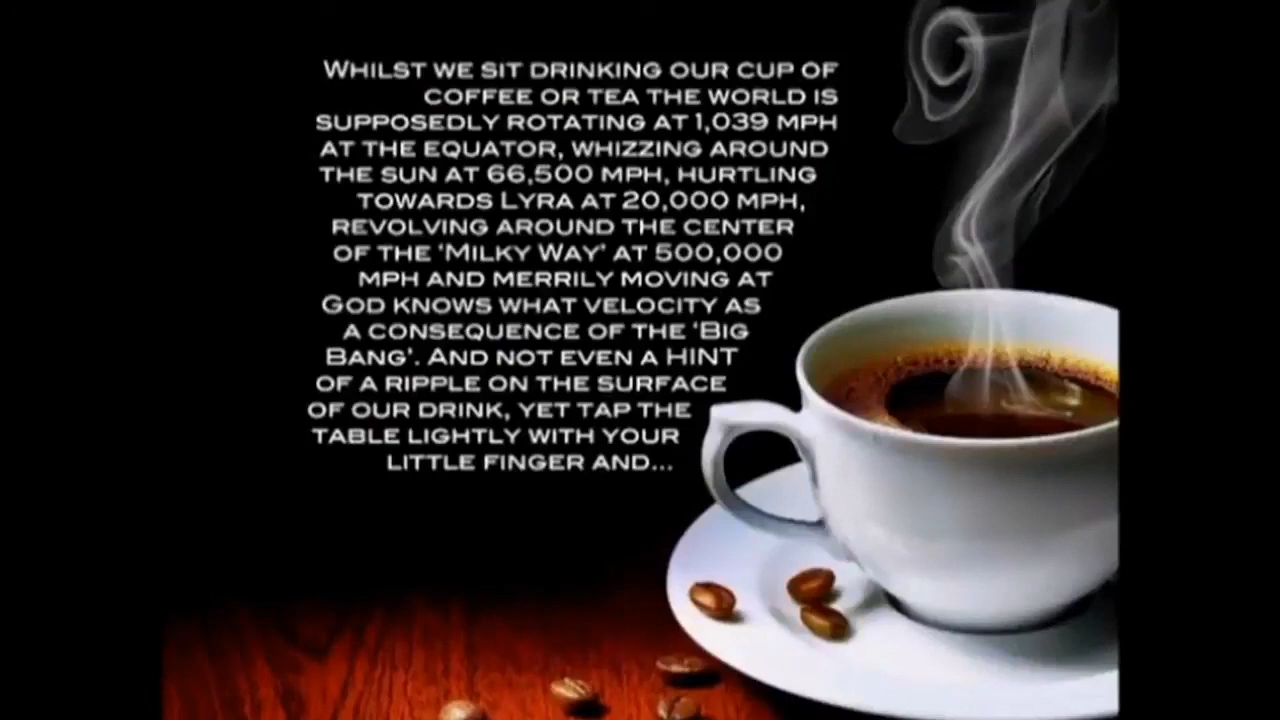 Whilst we sit drinking our cup of
coffee or tea the world is
supposedly rotating at 1,039 mph
at the equator, whizzing around
the sun at 66,500 mph, hurtling
towards Lyra at 20,000 mph,
revolving around the center
of the ‘Milky Way’ at 500,000
mph and merrily moving at
God knows what velocity as
a consequence of the ‘Big
Bang’. And not even a hint
of a ripple on the surface
of our drink, yet tap the
table lightly with your
little finger and...